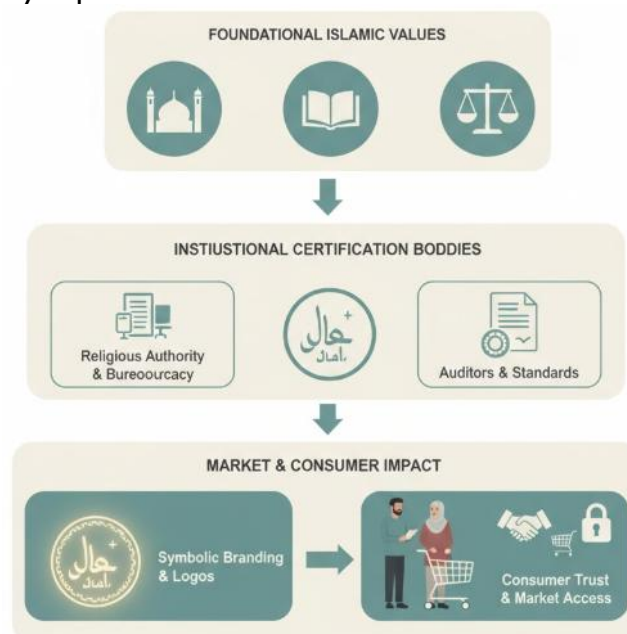 FOUNDATIONAL ISLAMIC VALUES
INSTIUSTIONAL CERTIFICATION BODDIES
Religious Authority
& Bureoourcacy
Auditors & Standards
MARKET & CONSUMER IMPACT
Symbolic Branding
& Logos
Consumer Trust
& Market Access